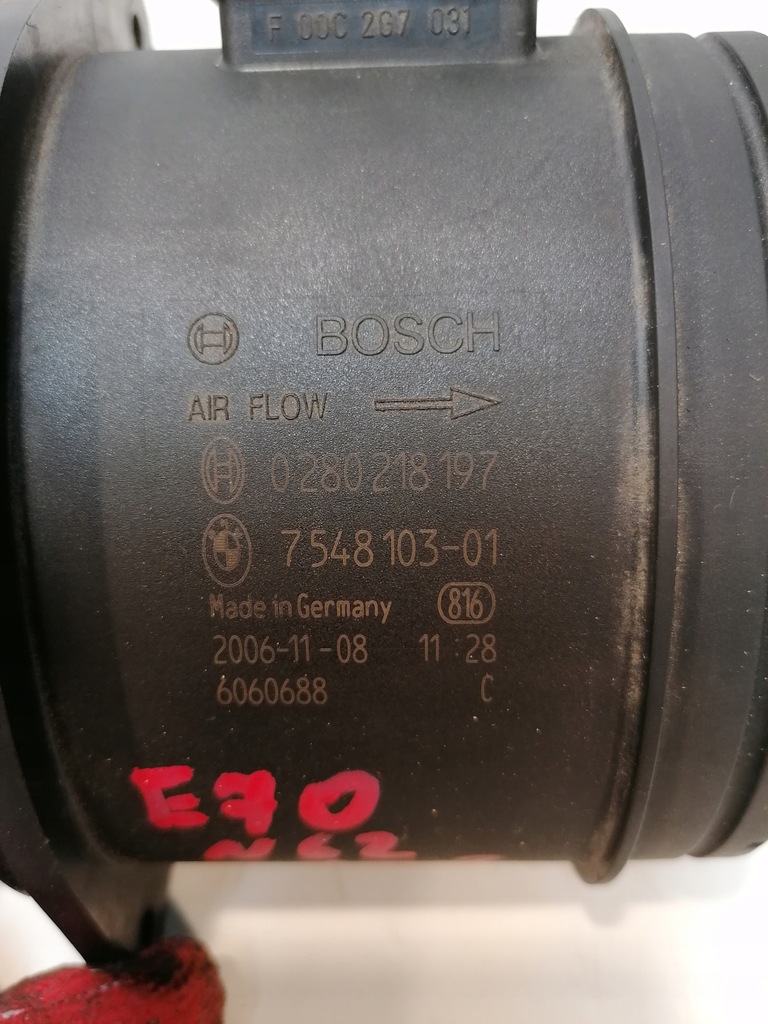 F 00C 2G7 031
BOSCH
AIR FLOW
0 280 218 197
7 548 103-01
Made in Germany 816
2006-11-08 11:28
6060688 C
E70